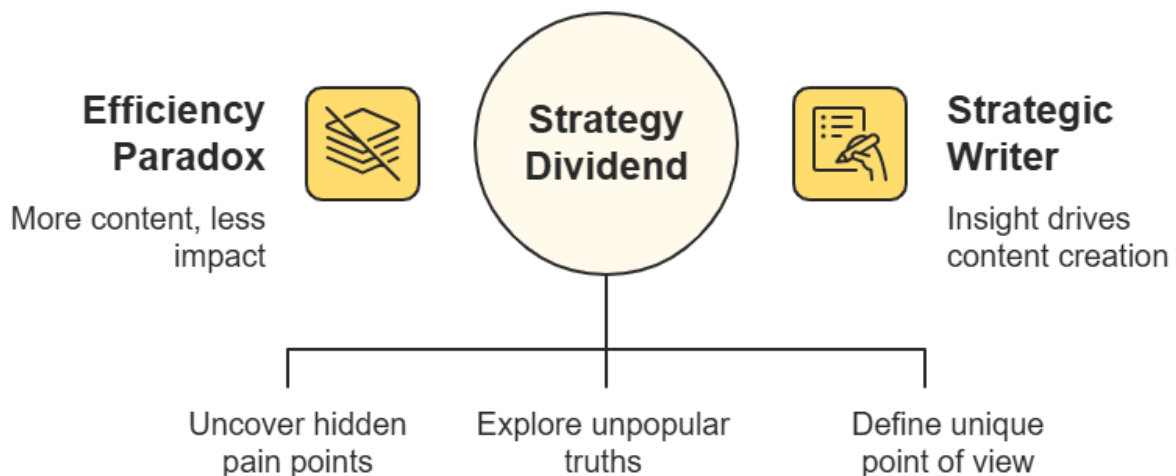 Efficiency
Paradox
More content, less
impact
Strategy
Dividend
Strategic
Writer
Insight drives
content creation
Uncover hidden
pain points
Explore unpopular
truths
Define unique
point of view